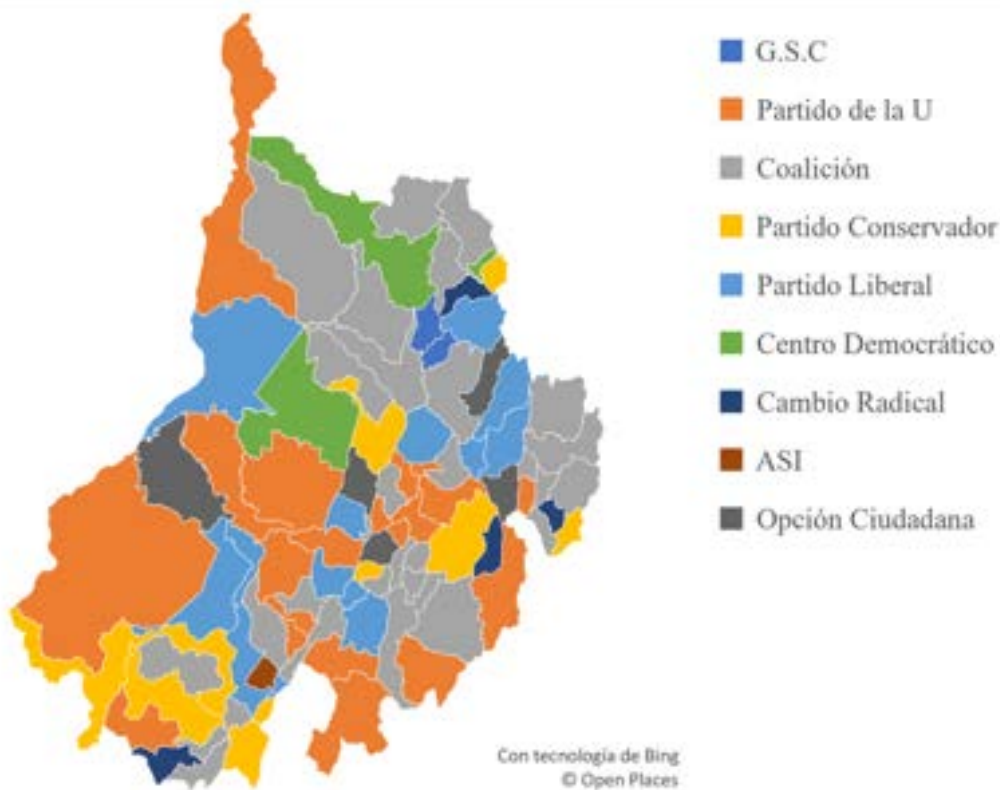 G.S.C
Partido de la U
Coalición
Partido Conservador
Partido Liberal
Centro Democrático
Cambio Radical
ASI
Opción Ciudadana
Con tecnología de Bing
© Open Places